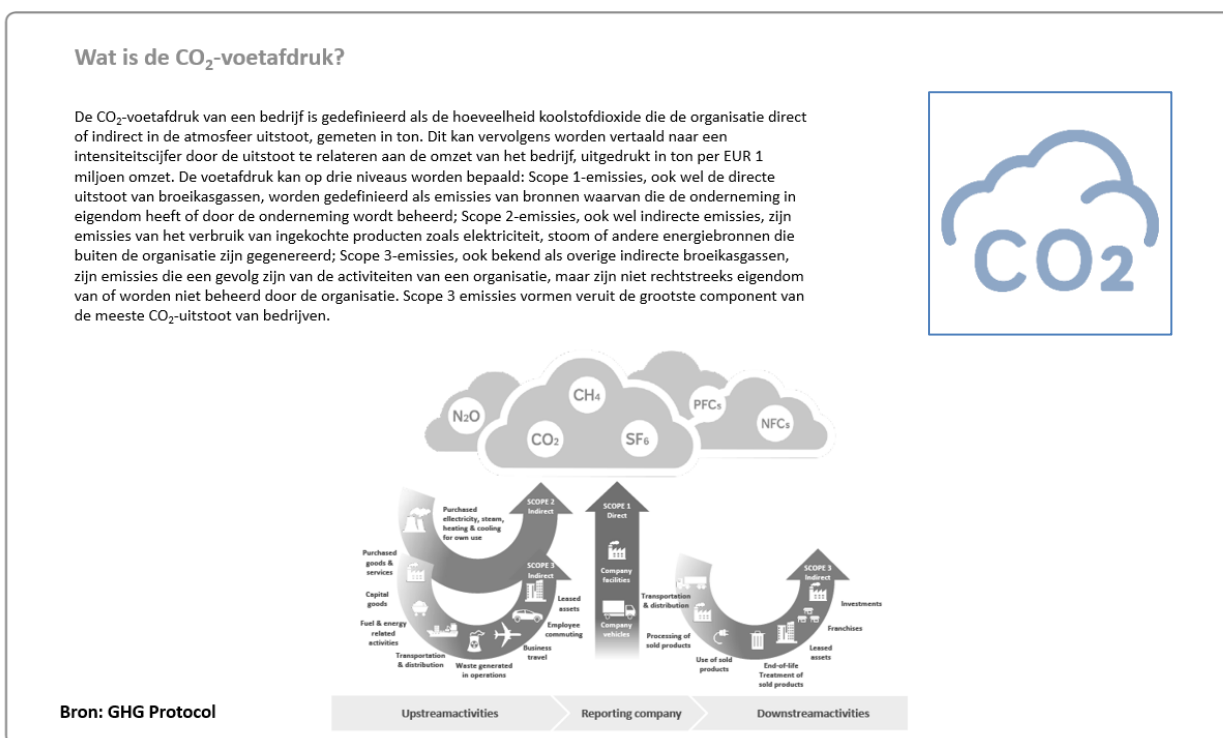 Wat is de CO₂-voetafdruk?
De CO₂-voetafdruk van een bedrijf is gedefinieerd als de hoeveelheid koolstofdioxide die de organisatie direct
of indirect in de atmosfeer uitstoot, gemeten in ton. Dit kan vervolgens worden vertaald naar een
intensiteitscijfer door de uitstoot te relateren aan de omzet van het bedrijf, uitgedrukt in ton per EUR 1
miljoen omzet. De voetafdruk kan op drie niveaus worden bepaald: Scope 1-emissies, ook wel de directe
uitstoot van broeikasgassen, worden gedefinieerd als emissies van bronnen waarvan die de onderneming in
eigendom heeft of door de onderneming wordt beheerd; Scope 2-emissies, ook wel indirecte emissies, zijn
emissies van het verbruik van ingekochte producten zoals elektriciteit, stoom of andere energiebronnen die
buiten de organisatie zijn gegenereerd; Scope 3-emissies, ook bekend als overige indirecte broeikasgassen,
zijn emissies die een gevolg zijn van de activiteiten van een organisatie, maar zijn niet rechtstreeks eigendom
van of worden niet beheerd door de organisatie. Scope 3 emissies vormen veruit de grootste component van
de meeste CO₂-uitstoot van bedrijven.
CO2
N₂O
CH₄
CO₂
SF₆
PFCs
NFCs
SCOPE 2
Indirect
Purchased
ellectricity, steam,
heating & cooling
for own use
SCOPE 1
Direct
Company
facilities
Company
vehicles
Purchased
goods &
services
Capital
goods
Fuel & energy
related
activities
Transportation
& distribution
Waste generated
in operations
Business
travel
Employee
commuting
Leased
assets
SCOPE 3
Indirect
Transportation
& distribution
Processing of
sold products
Use of sold
products
End-of-life
Treatment of
sold products
Leased
assets
Franchises
Investments
SCOPE 3
Indirect
Bron: GHG Protocol
Upstreamactivities
Reporting company
Downstreamactivities